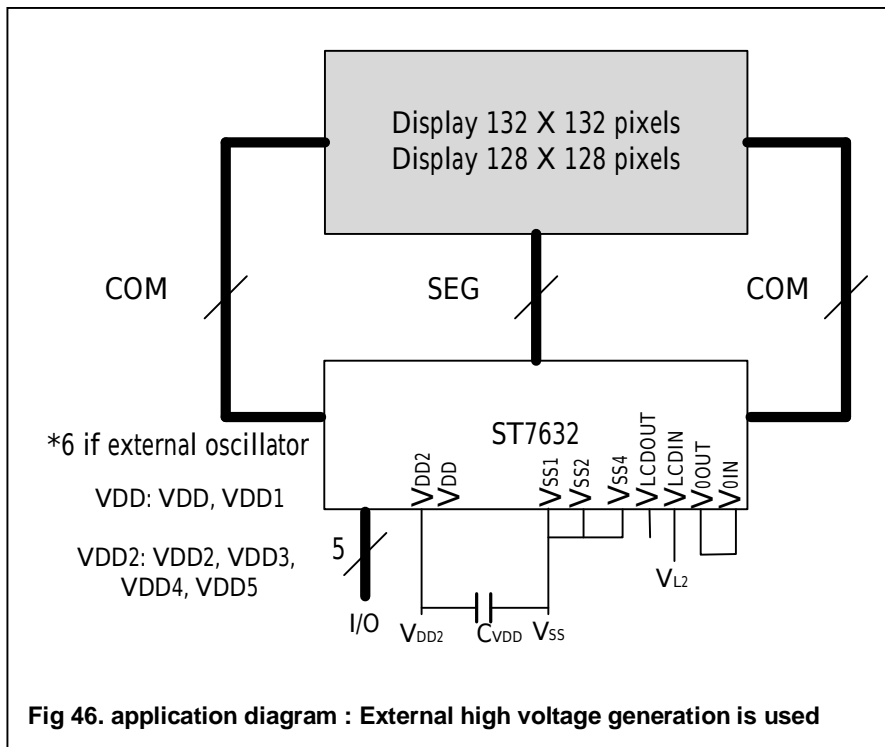 Display 132 X 132 pixels
Display 128 X 128 pixels
COM
SEG
COM
ST7632
*6 if external oscillator
VDD2
VDD
VSS1
VSS2
VSS4
VLCDOUT
VLCDIN
V0OUT
V0IN
VDD: VDD, VDD1
VDD2: VDD2, VDD3,
VDD4, VDD5
5
I/O
VDD2
CVDD
VSS
VL2
Fig 46. application diagram : External high voltage generation is used